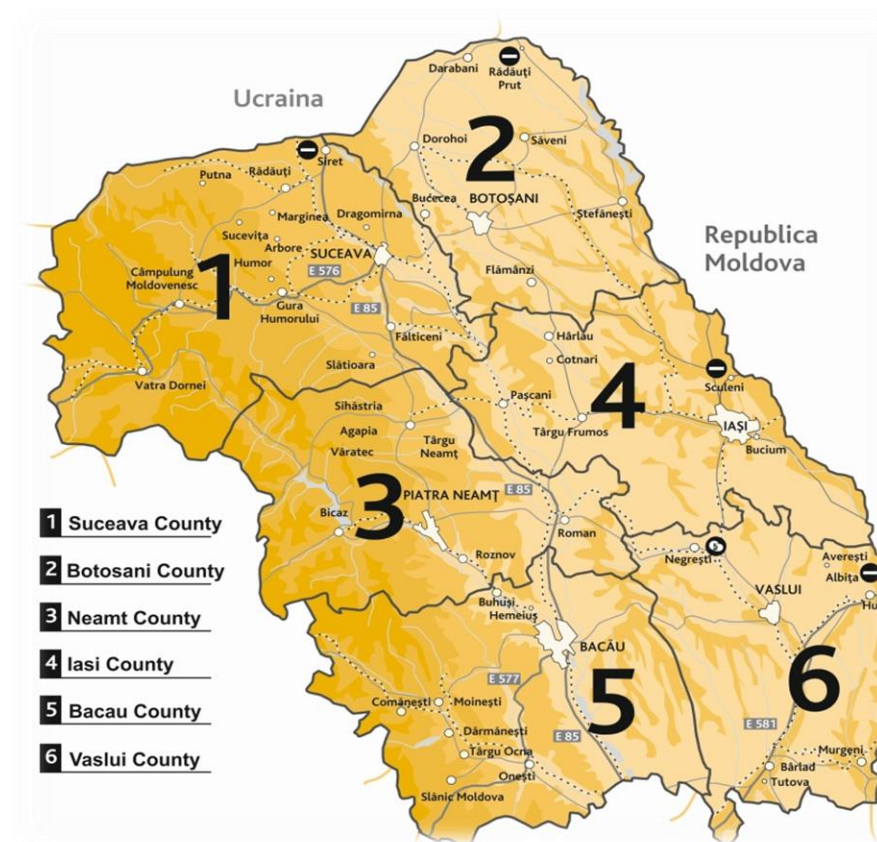 Ucraina
Darabani
Rădăuți
Prut
Dorohoi
Săveni
2
Siret
Putna
Rădăuți
Bucecea
BOTOȘANI
Ștefănești
Marginea
Dragomirna
Sucevița
Arbore
SUCEAVA
Humor
Republica
Moldova
Flămânzi
E 576
Câmpulung
Moldovenesc
1
Gura
Humorului
E 85
Fălticeni
Hârlău
Cotnari
Slătioara
Vatra Dornei
Sculeni
Pașcani
4
Sihăstria
Agapia
Târgu Frumos
IAȘI
Târgu
Neamț
Văratec
Bucium
3
PIATRA NEAMȚ
E 85
Bicaz
Roman
Roznov
Negrești
5
Averești
Albița
VASLUI
Hu
Buhuși
Hemeiuș
BACĂU
E 577
5
6
Comănești
Moinești
Dărmănești
E 85
E 581
Târgu Ocna
Onești
Murgeni
Bârlad
Tutova
Slănic Moldova
1 Suceava County
2 Botosani County
3 Neamt County
4 Iasi County
5 Bacau County
6 Vaslui County